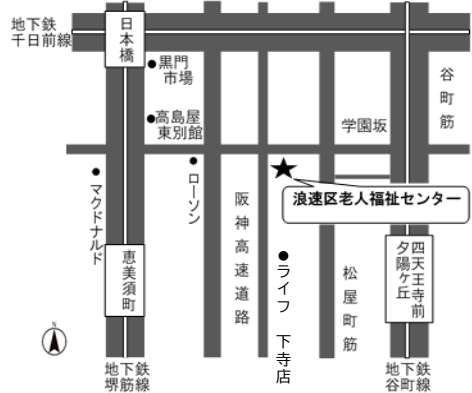 地下鉄
千日前線
日本橋
黒門
市場
谷町筋
高島屋
東別館
学園坂
マクドナルド
ローソン
浪速区老人福祉センター
阪神高速道路
恵美須町
ライフ 下寺店
松屋町筋
四天王寺前
夕陽ヶ丘
N
地下鉄
堺筋線
地下鉄
谷町線